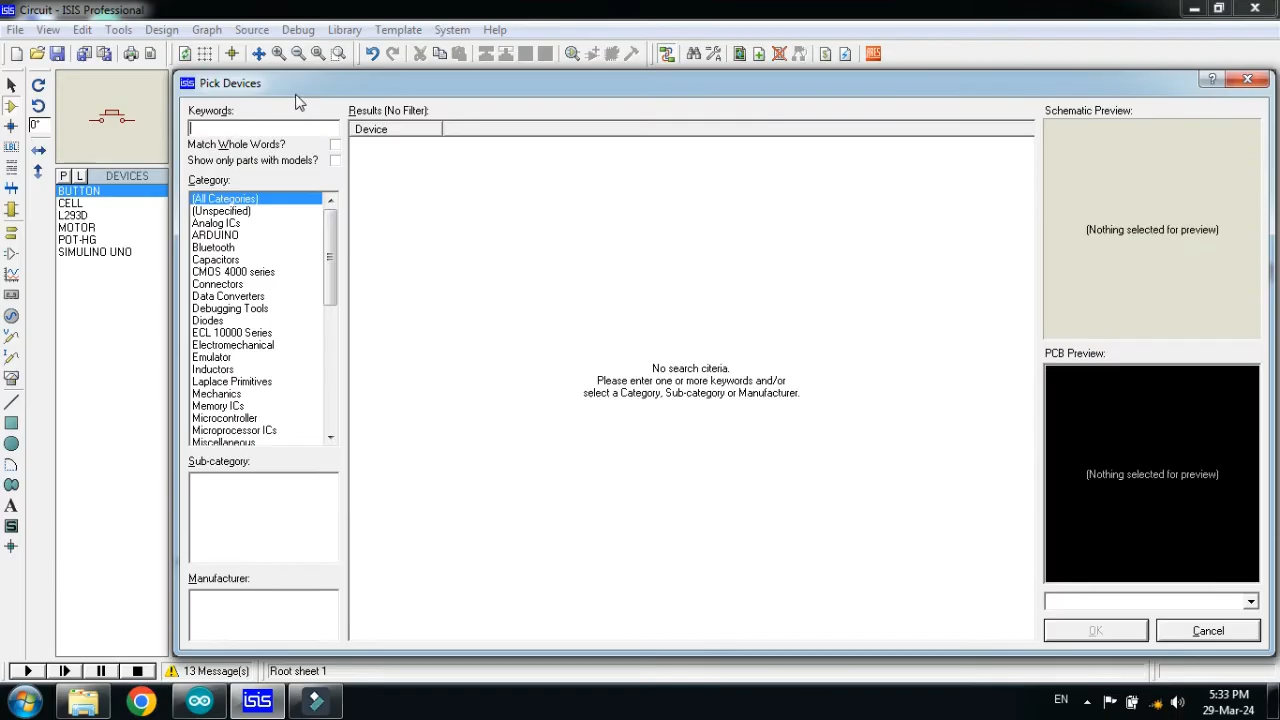 Circuit - ISIS Professional
File View Edit Tools Design Graph Source Debug Library Template System Help
Pick Devices
Keywords:
Match Whole Words?
Show only parts with models?
Category:
(All Categories)
(Unspecified)
Analog ICs
ARDUINO
Bluetooth
Capacitors
CMOS 4000 series
Connectors
Data Converters
Debugging Tools
Diodes
ECL 10000 Series
Electromechanical
Emulator
Inductors
Laplace Primitives
Mechanics
Memory ICs
Microcontroller
Microprocessor ICs
Miscellaneous
Sub-category:
Manufacturer:
Results (No Filter):
Device
No search criteria.
Please enter one or more keywords and/or
select a Category, Sub-category or Manufacturer.
Schematic Preview:
(Nothing selected for preview)
PCB Preview:
(Nothing selected for preview)
OK Cancel
0°
LBL
ARES
P L DEVICES
BUTTON
CELL
L293D
MOTOR
POT-HG
SIMULINO UNO
13 Message(s) Root sheet 1
isis
EN
5:33 PM
29-Mar-24